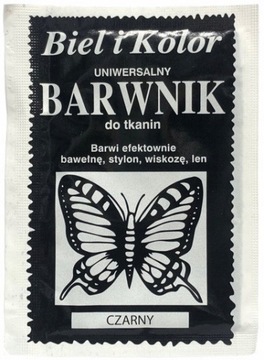 Biel i Kolor
UNIWERSALNY
BARWNIK
do tkanin
Barwi efektownie
bawełnę, stylon, wiskozę, len
CZARNY